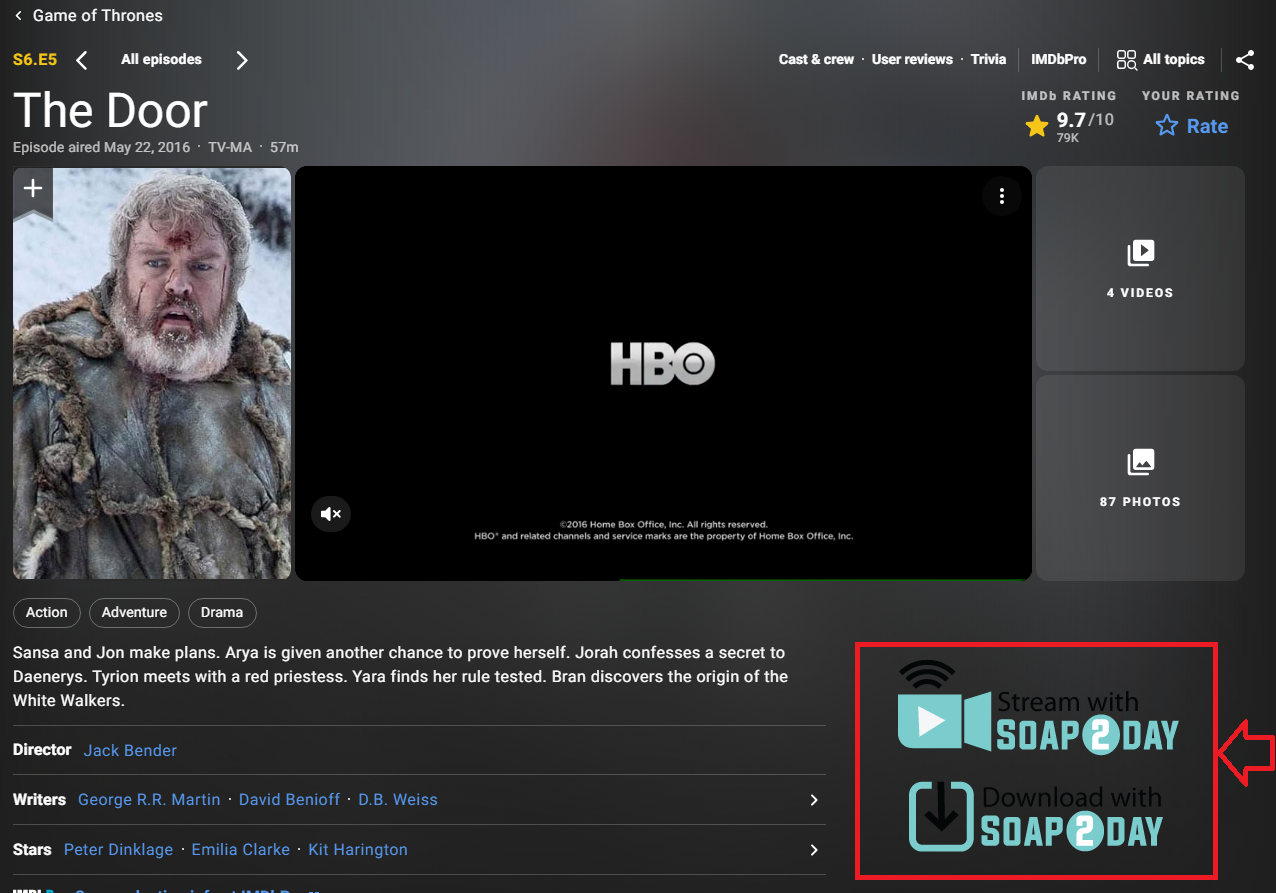 Game of Thrones
S6.E5 All episodes
Cast & crew · User reviews · Trivia IMDbPro All topics
The Door
IMDb RATING YOUR RATING
9.7/10 Rate
79K
Episode aired May 22, 2016 · TV-MA · 57m
HBO
4 VIDEOS
87 PHOTOS
©2016 Home Box Office, Inc. All rights reserved.
HBO® and related channels and service marks are the property of Home Box Office, Inc.
Action Adventure Drama
Sansa and Jon make plans. Arya is given another chance to prove herself. Jorah confesses a secret to
Daenerys. Tyrion meets with a red priestess. Yara finds her rule tested. Bran discovers the origin of the
White Walkers.
Director Jack Bender
Writers George R.R. Martin · David Benioff · D.B. Weiss
Stars Peter Dinklage · Emilia Clarke · Kit Harington
Stream with
SOAP2DAY
Download with
SOAP2DAY